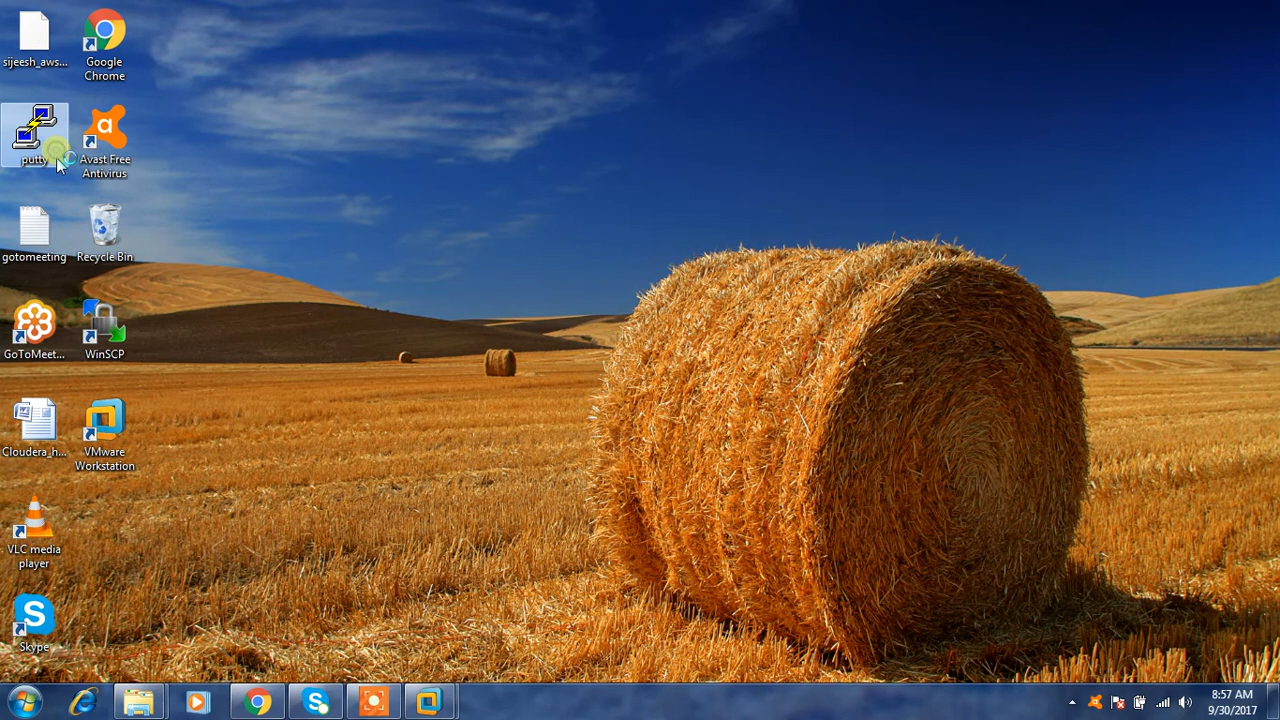 sijeesh_aws...
Google
Chrome
putty
Avast Free
Antivirus
gotomeeting
Recycle Bin
GoToMeet...
WinSCP
Cloudera_h...
VMware
Workstation
VLC media
player
Skype
8:57 AM
9/30/2017